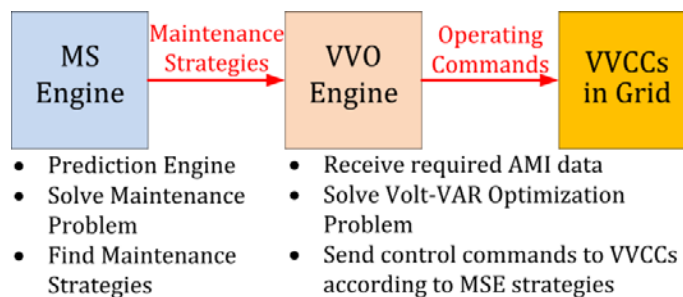 MS
Engine
Maintenance
Strategies
VVO
Engine
Operating
Commands
VVCCs
in Grid
• Prediction Engine
• Solve Maintenance
Problem
• Find Maintenance
Strategies
• Receive required AMI data
• Solve Volt-VAR Optimization
Problem
• Send control commands to VVCCs
according to MSE strategies